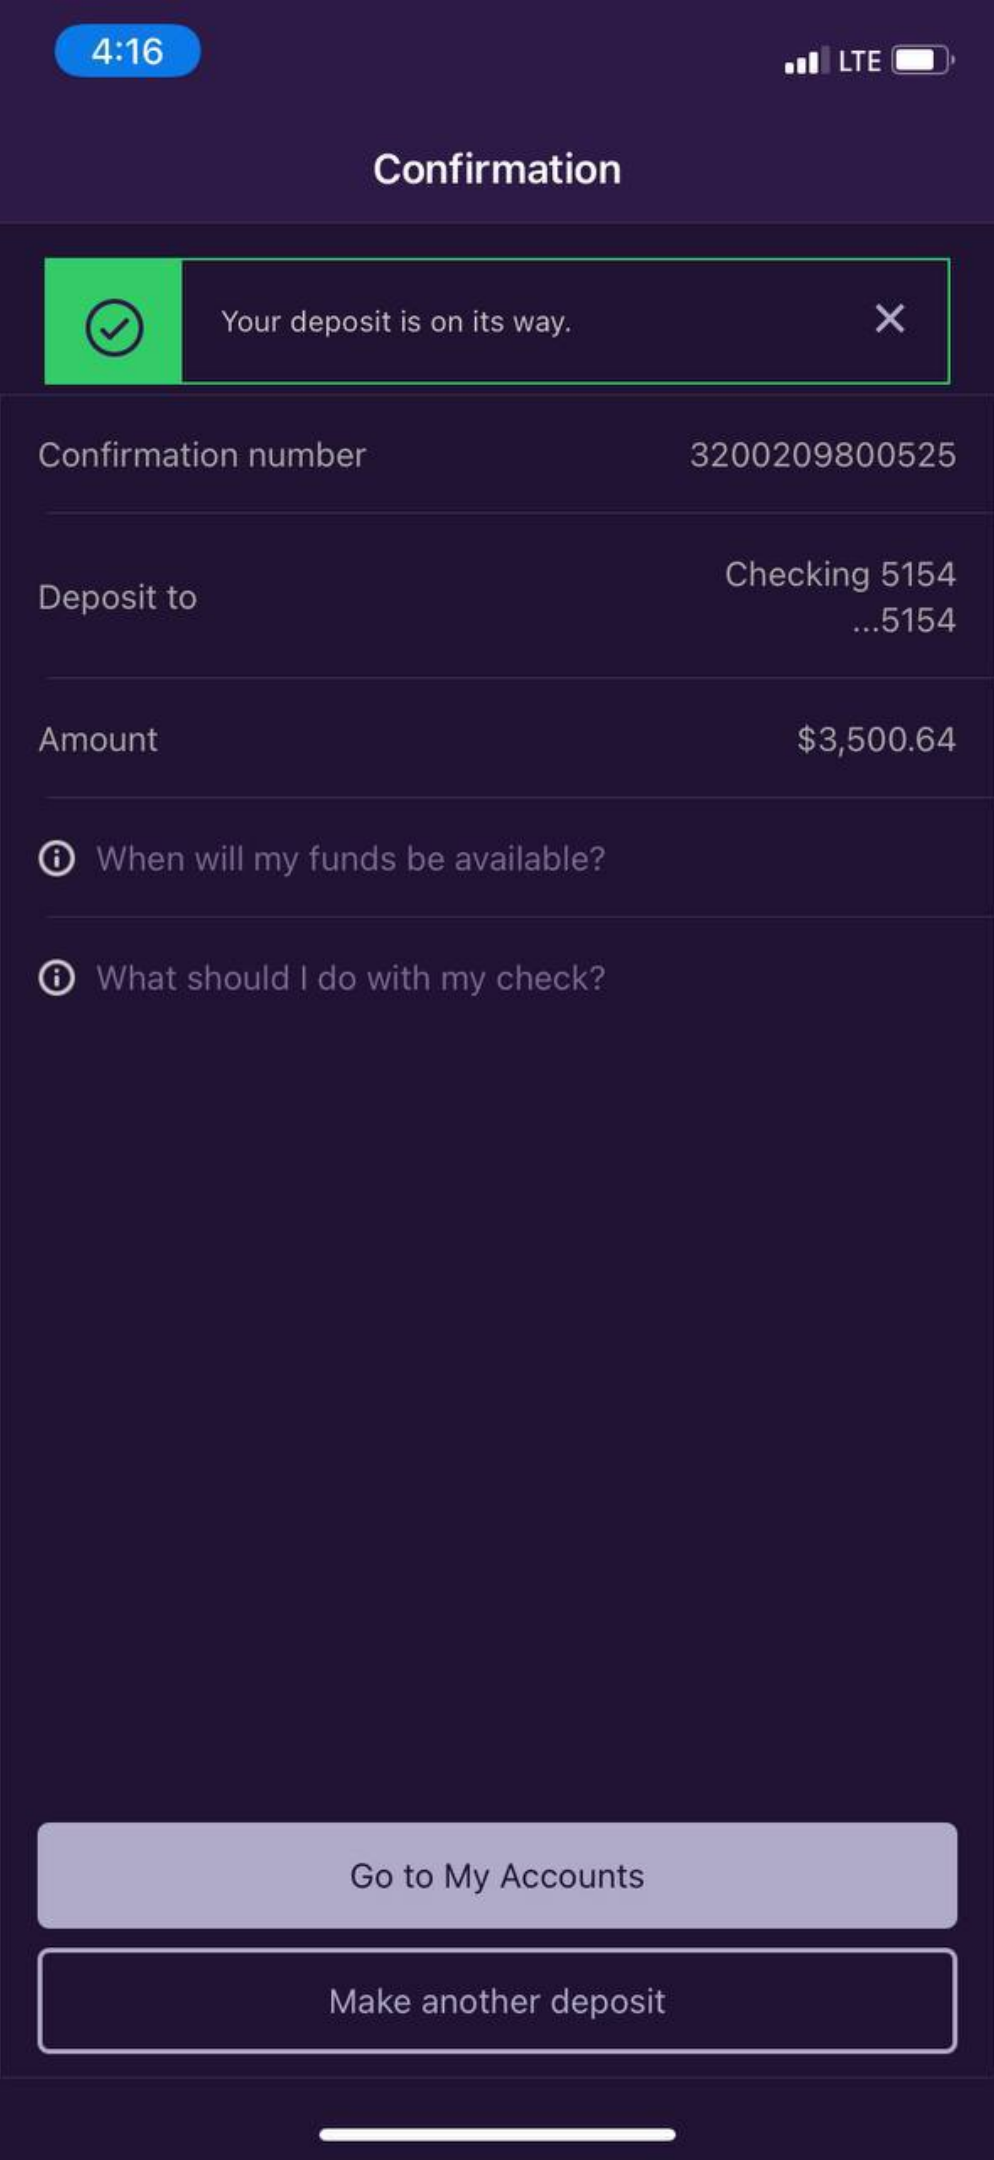 4:16
LTE
Confirmation
Your deposit is on its way.
Confirmation number 3200209800525
Deposit to Checking 5154
...5154
Amount $3,500.64
When will my funds be available?
What should I do with my check?
Go to My Accounts
Make another deposit